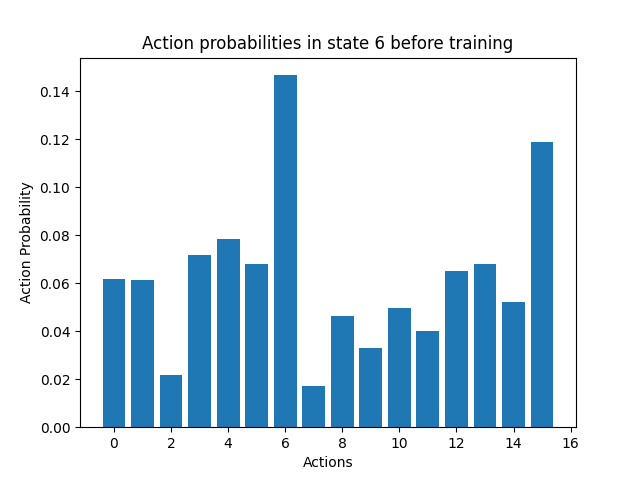 Action probabilities in state 6 before training
0.14
0.12
0.10
0.08
0.06
0.04
0.02
0.00
Action Probability
0 2 4 6 8 10 12 14 16
Actions